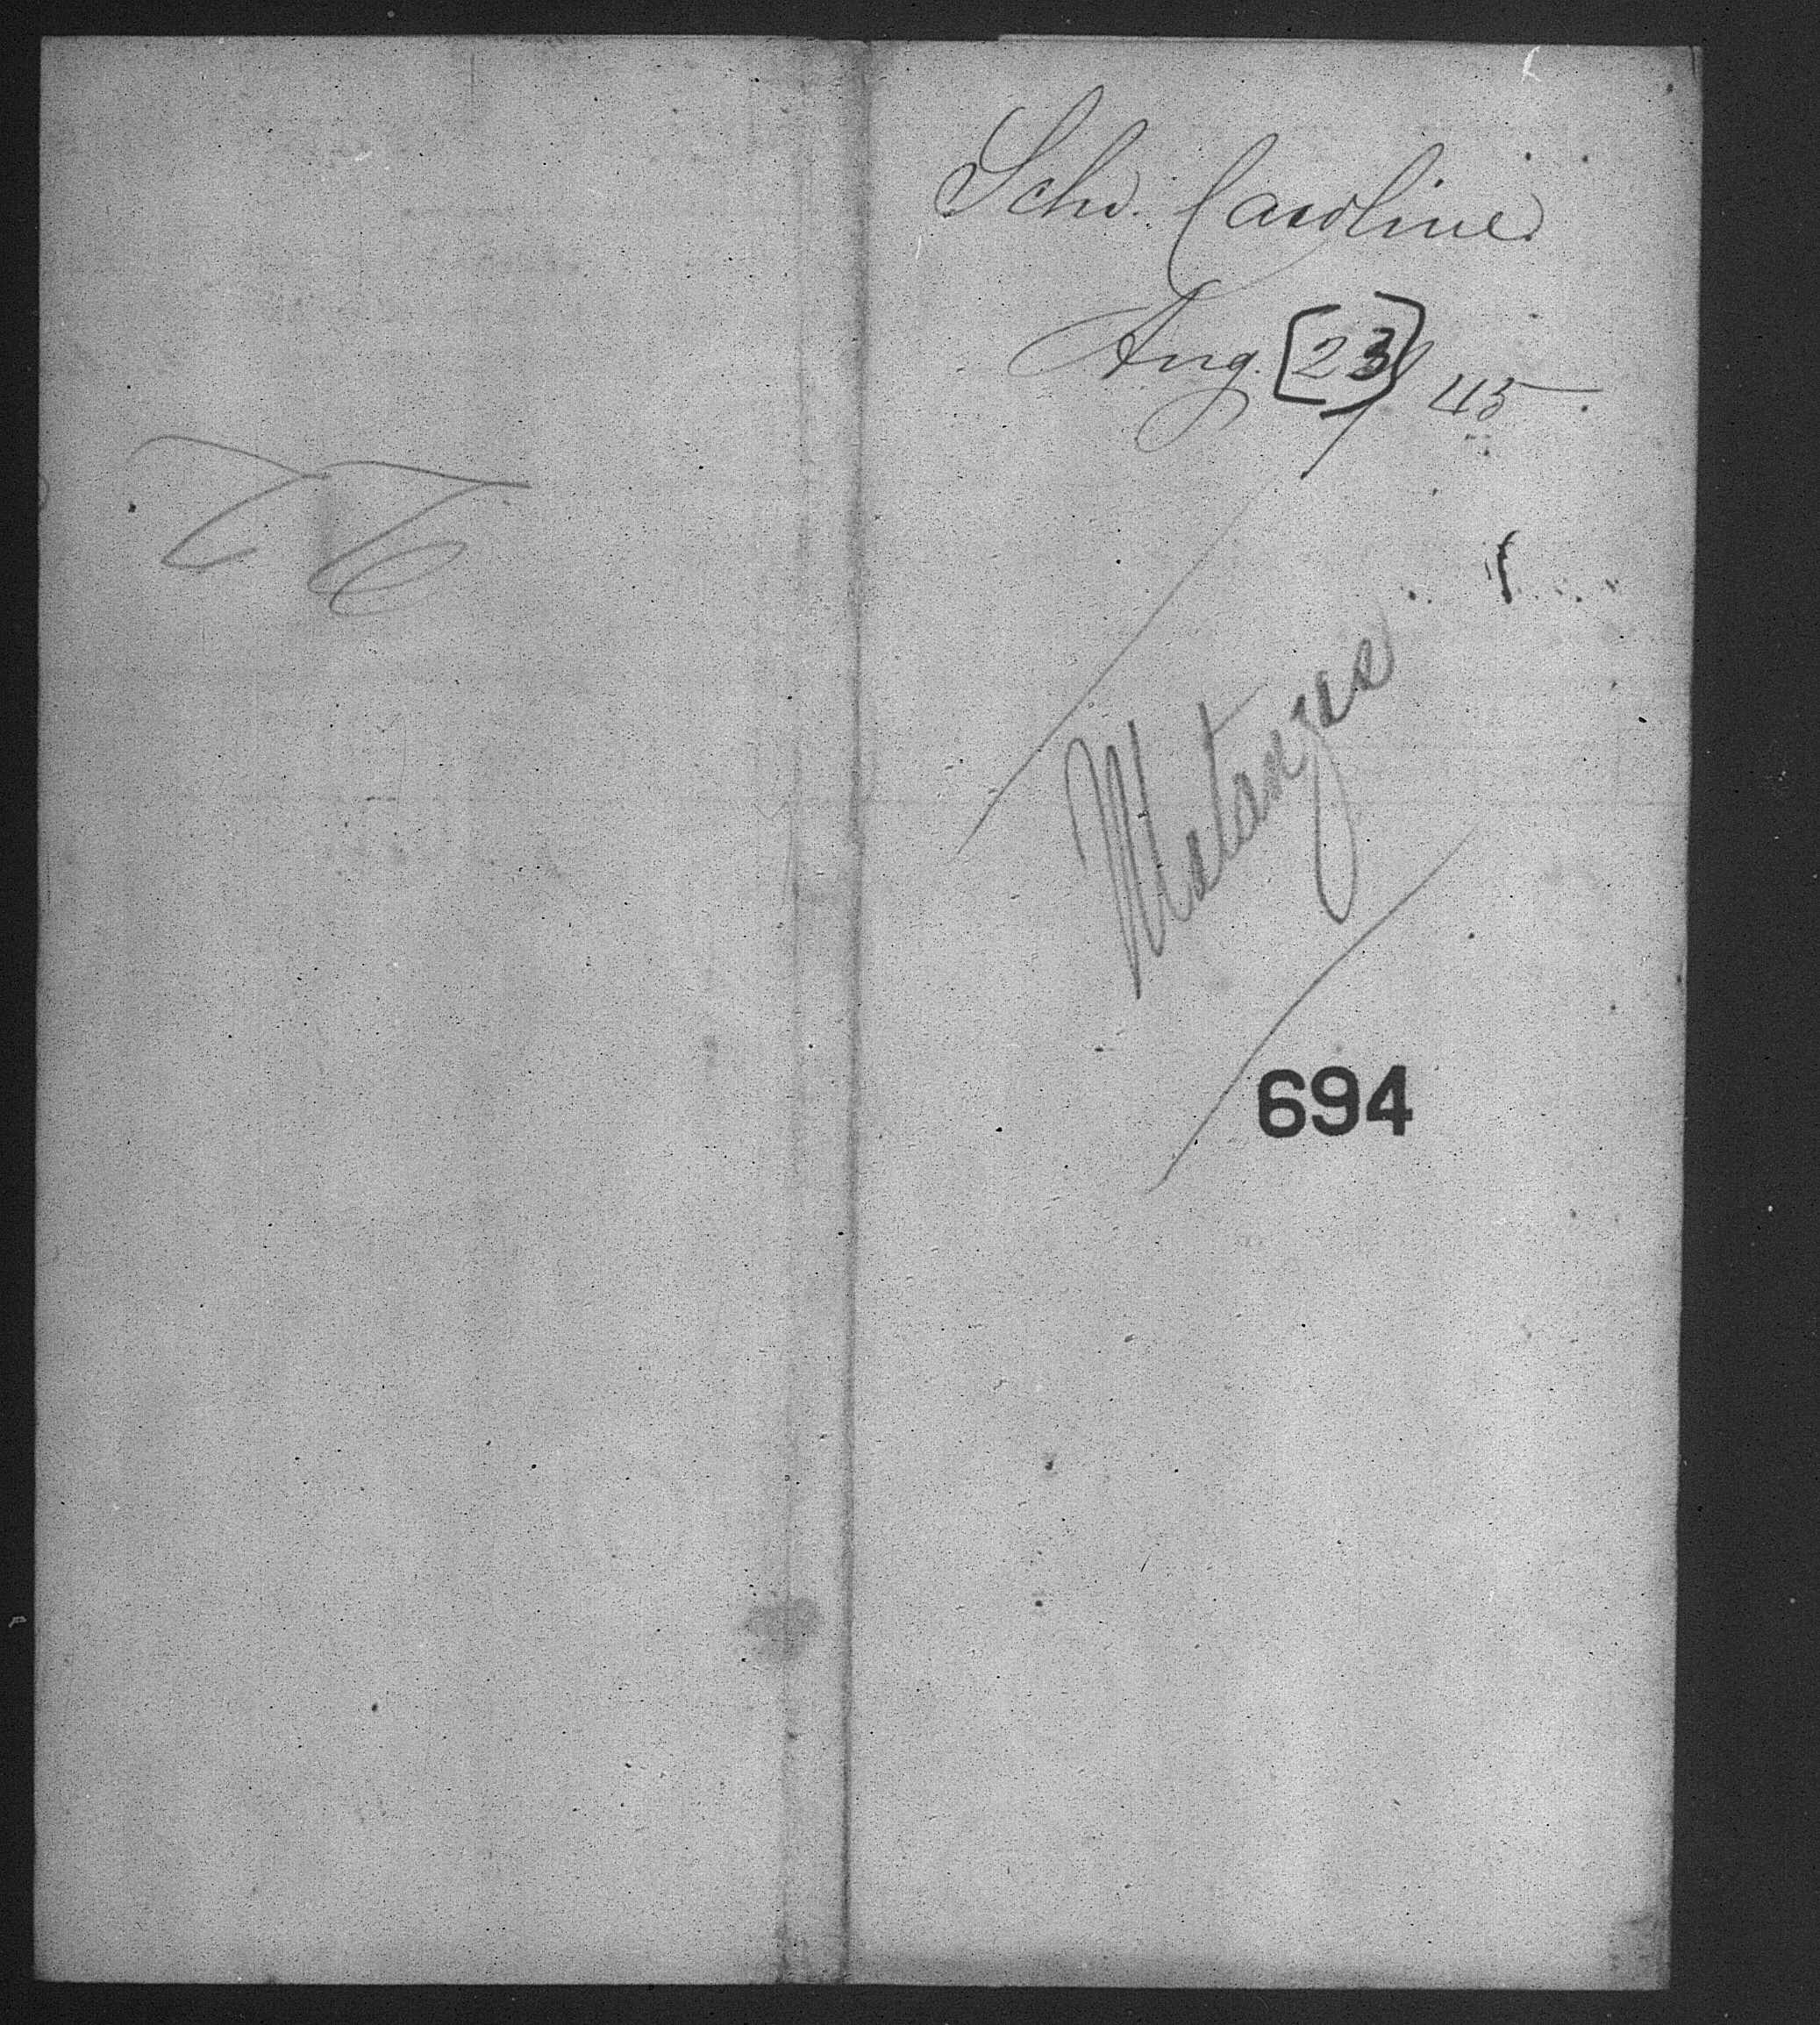 Schr. Caroline
Aug. [23] / 45.
Matanzas
694